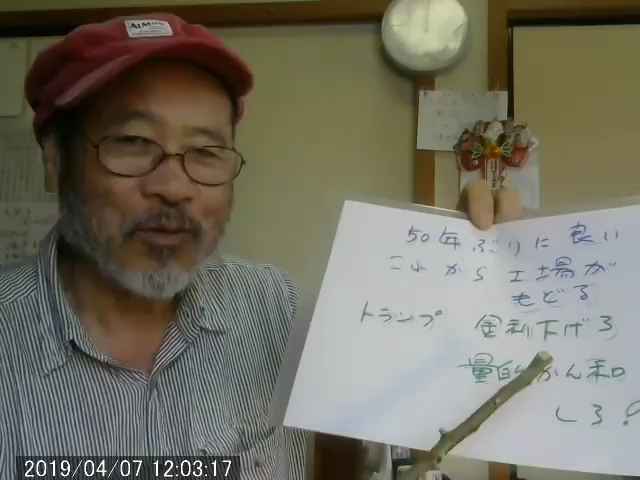 50年ぶりに良い
これから工場が
もどる
トランプ 金利下げろ
量的かん和
しろ?
2019/04/07 12:03:17